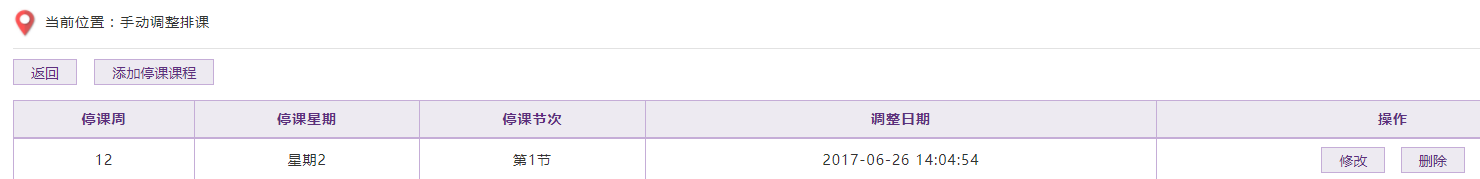 当前位置：手动调整排课
返回 添加停课课程
停课周 停课星期 停课节次 调整日期 操作
12 星期2 第1节 2017-06-26 14:04:54 修改 删除